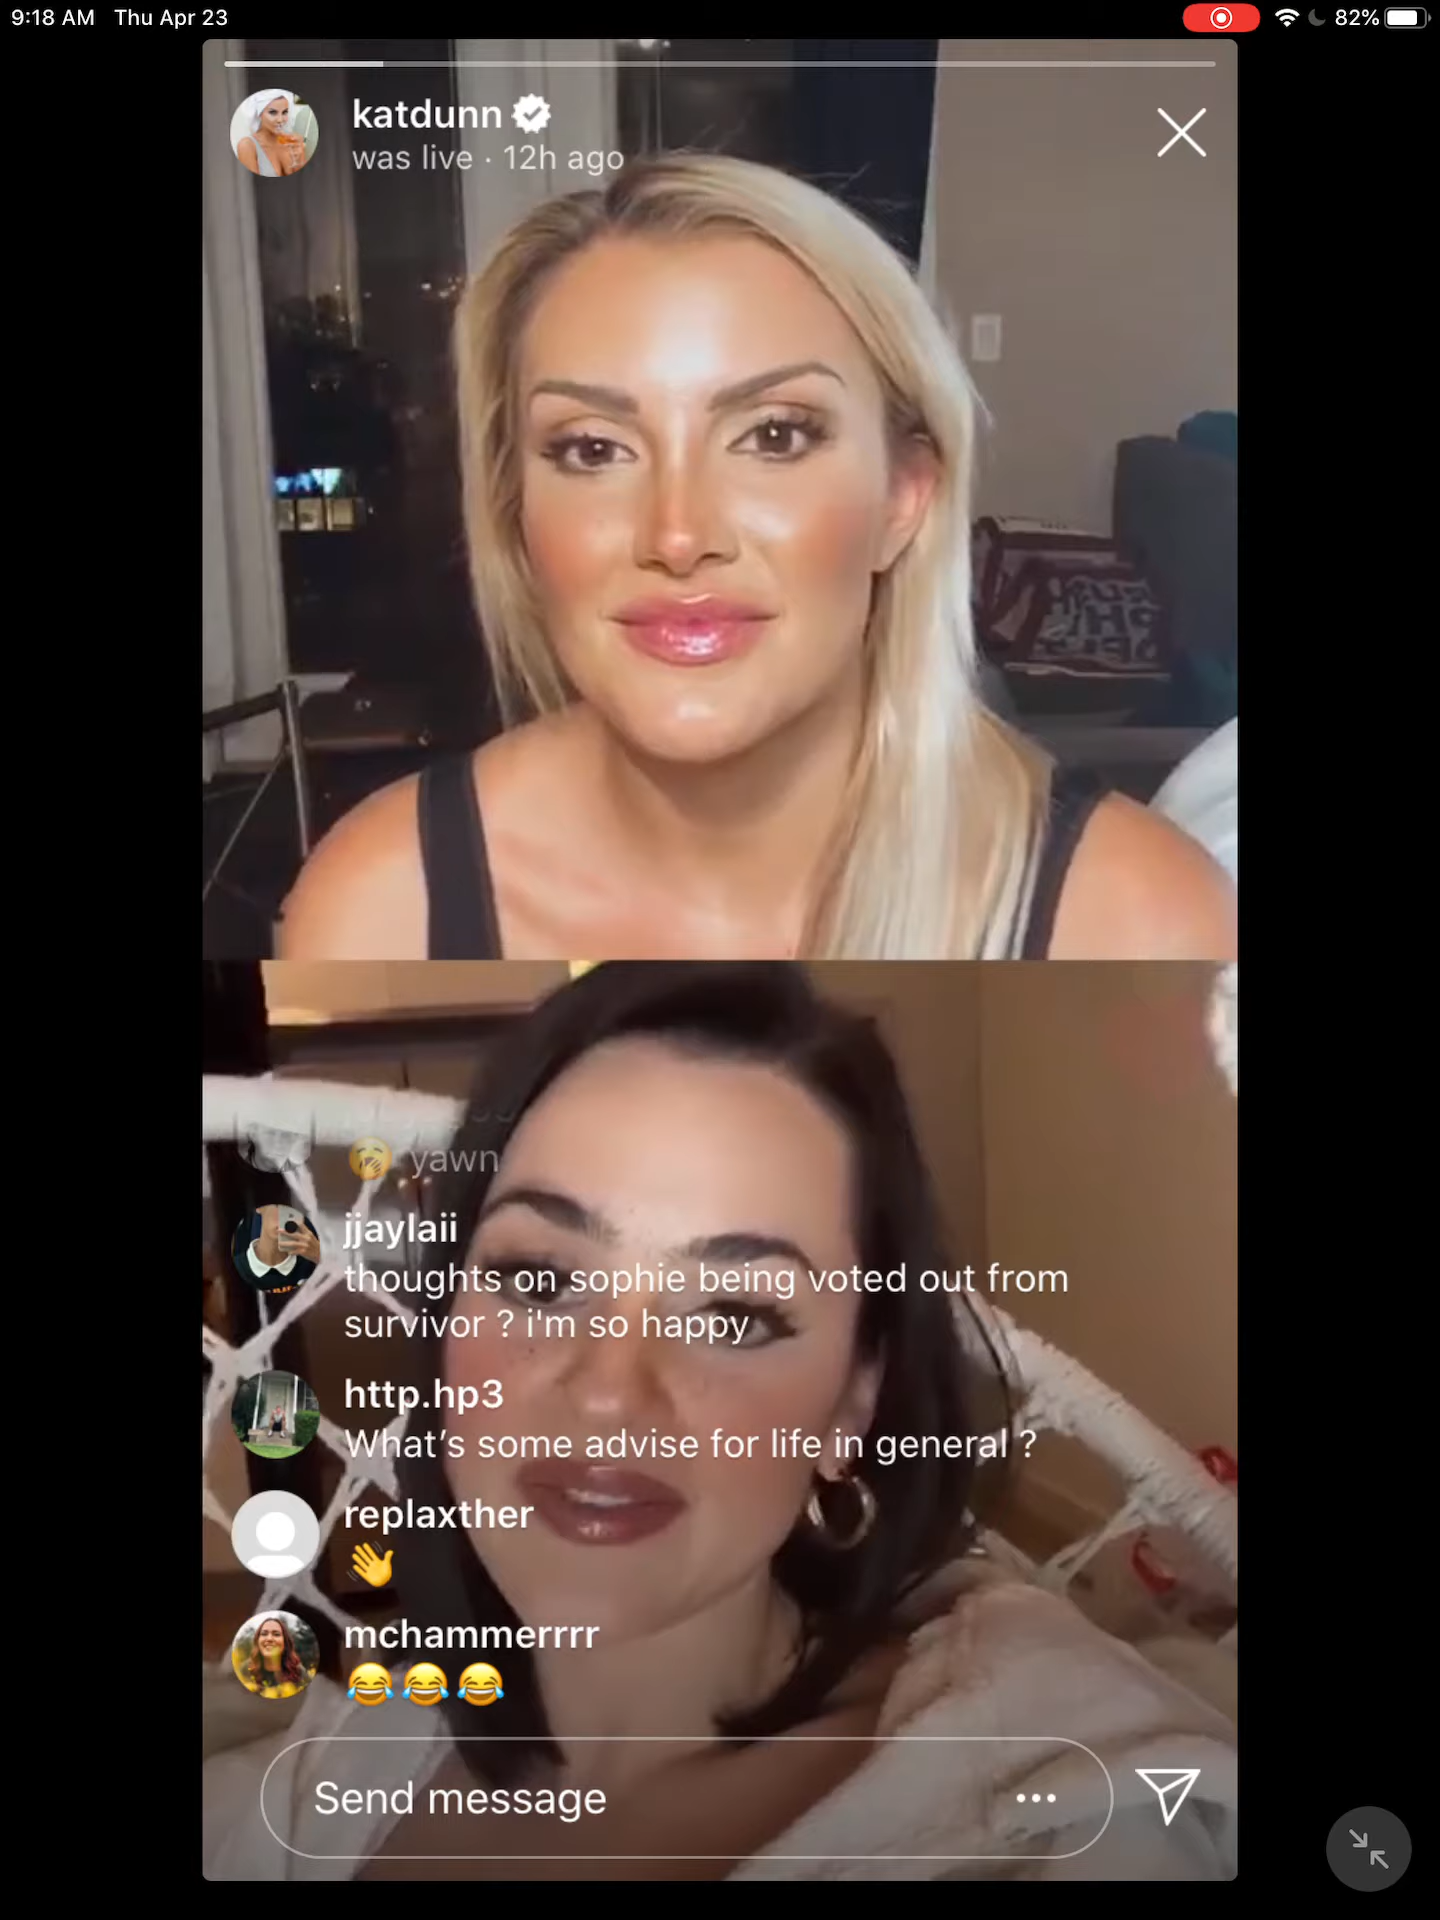 9:18 AM Thu Apr 23
82%
katdunn
was live · 12h ago
🥱 yawn
jjaylaii
thoughts on sophie being voted out from
survivor ? i'm so happy
http.hp3
What's some advise for life in general ?
replaxther
👋
mchammerrrr
😂😂😂
Send message